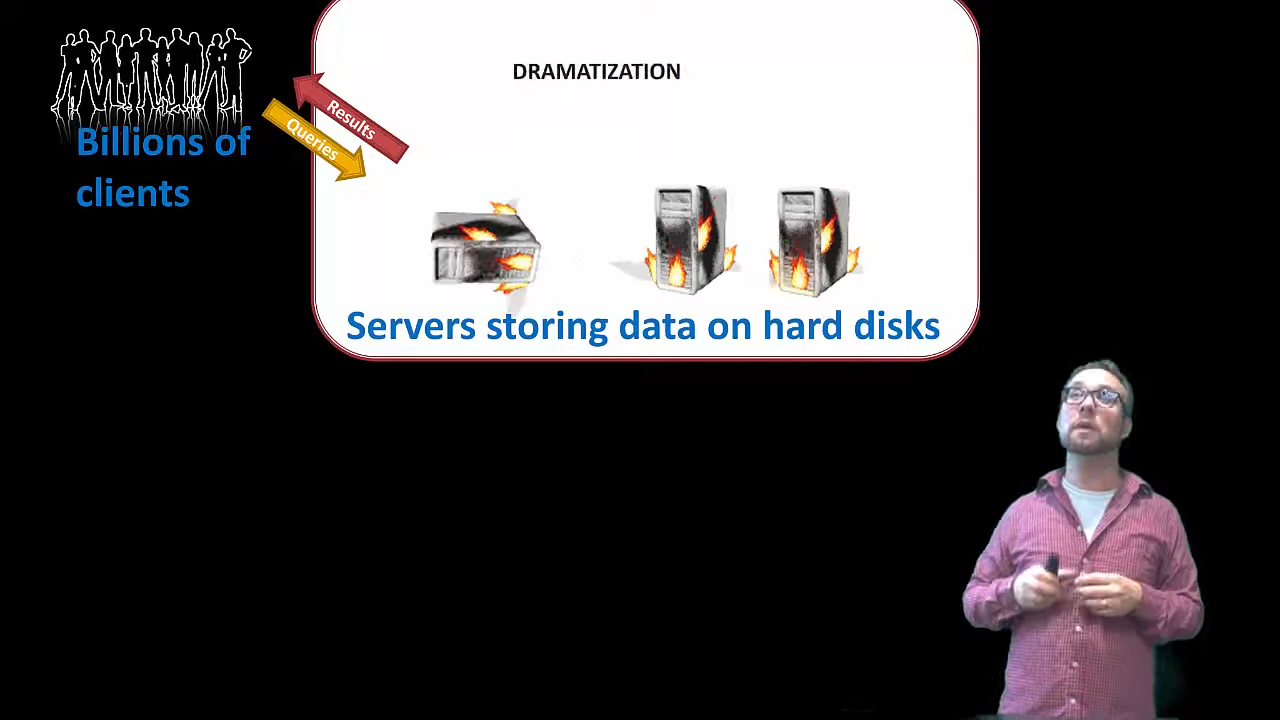 DRAMATIZATION
Results
Queries
Billions of
clients
Servers storing data on hard disks